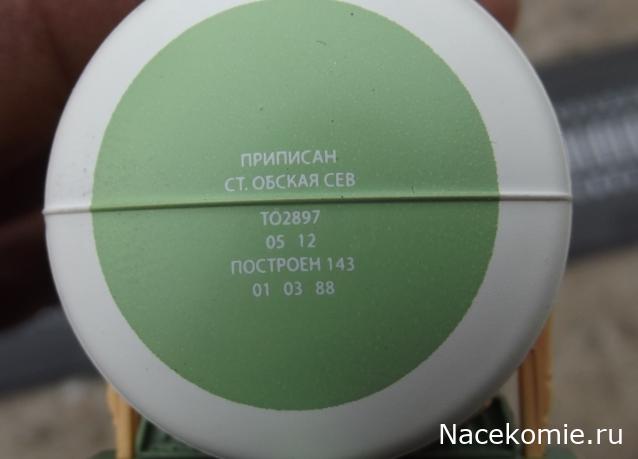 ПРИПИСАН
СТ. ОБСКАЯ СЕВ
ТО2897
05 12
ПОСТРОЕН 143
01 03 88
Nacekomie.ru